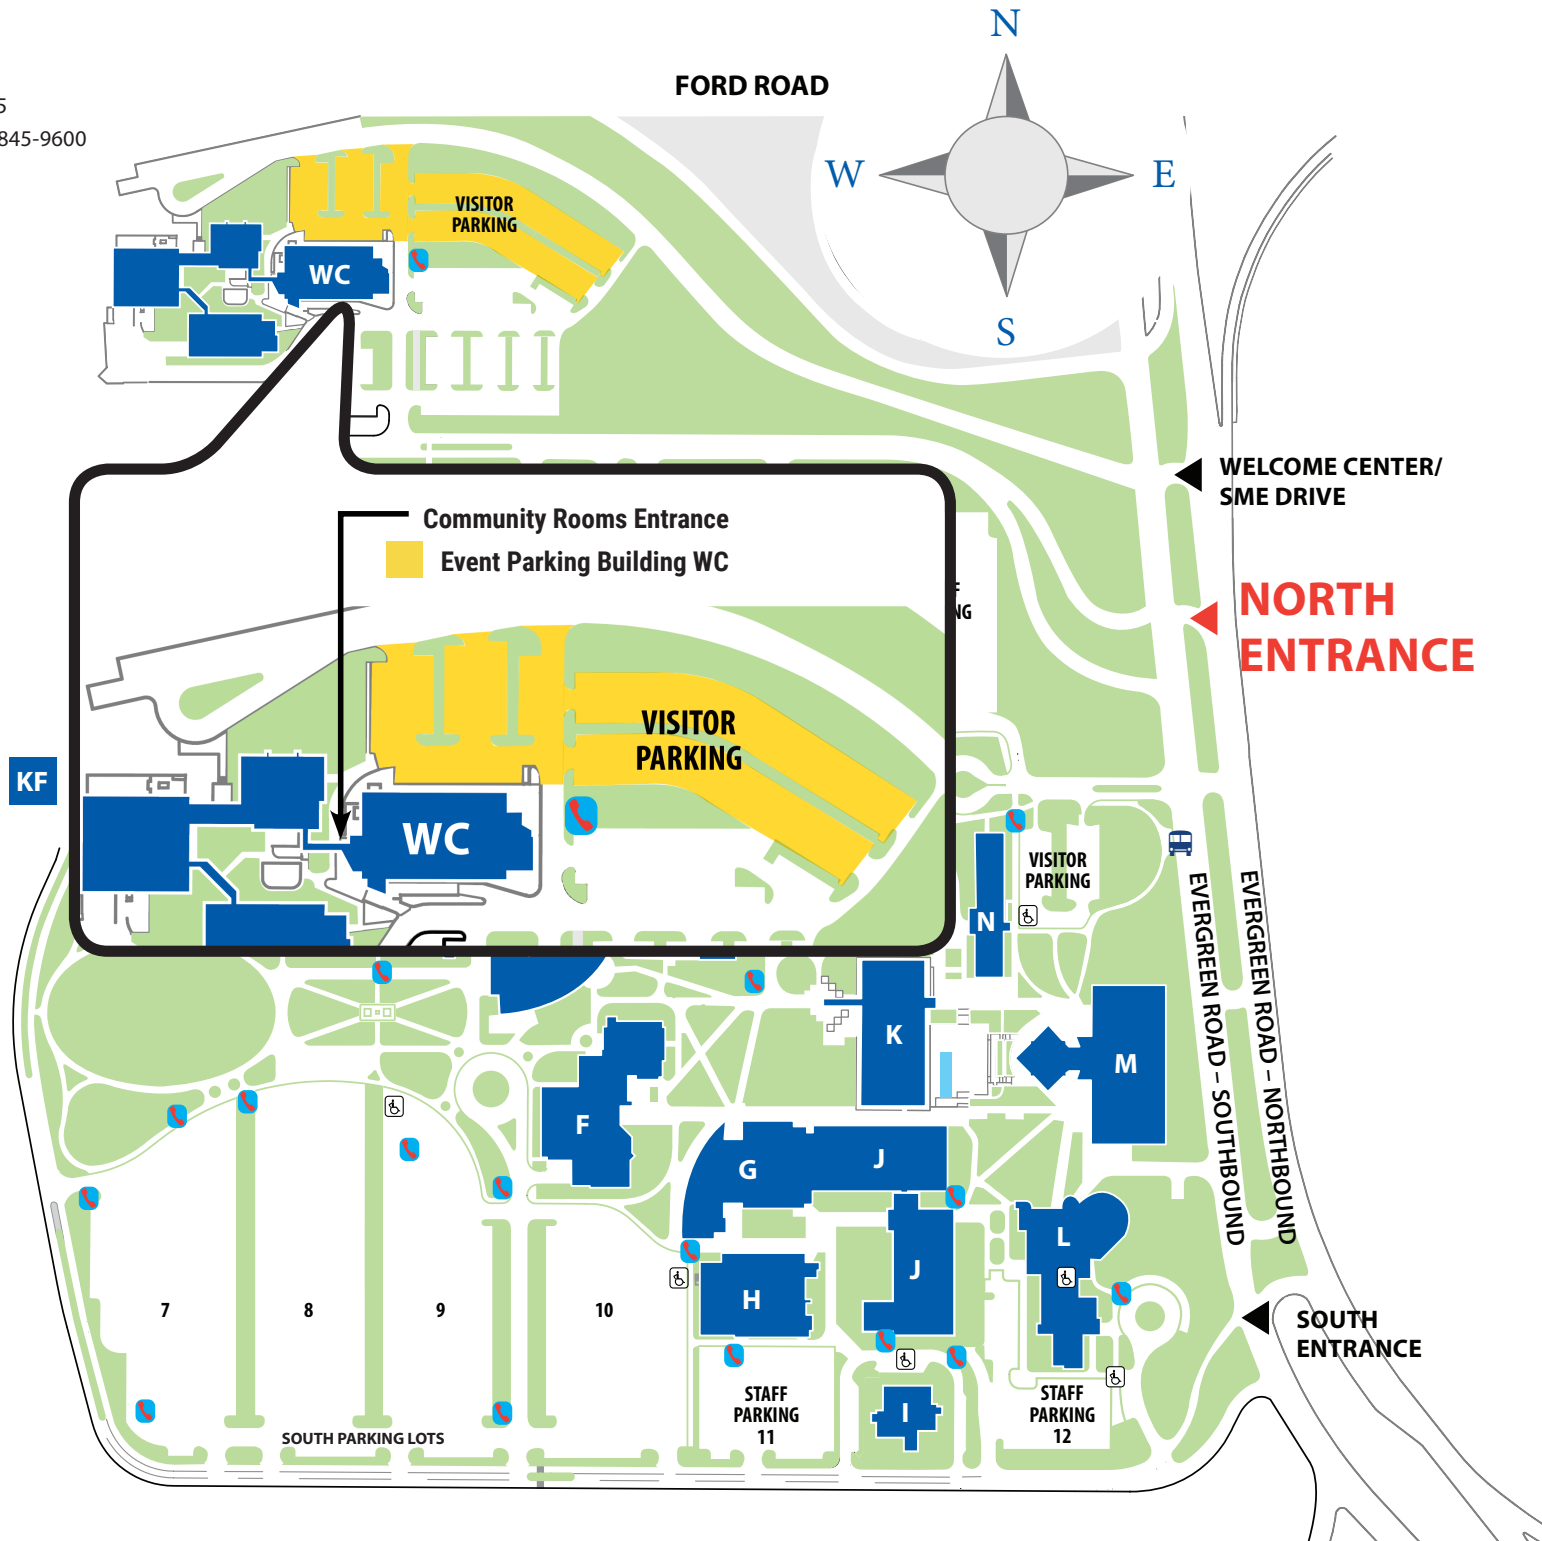 N
FORD ROAD
5
845-9600
W
E
VISITOR
PARKING
WC
S
WELCOME CENTER/
SME DRIVE
Community Rooms Entrance
Event Parking Building WC
NORTH
ENTRANCE
F
NG
VISITOR
PARKING
KF
WC
VISITOR
PARKING
N
EVERGREEN ROAD – SOUTHBOUND
EVERGREEN ROAD – NORTHBOUND
K
M
F
G
J
L
J
H
7
8
9
10
SOUTH
ENTRANCE
STAFF
PARKING
11
I
STAFF
PARKING
12
SOUTH PARKING LOTS